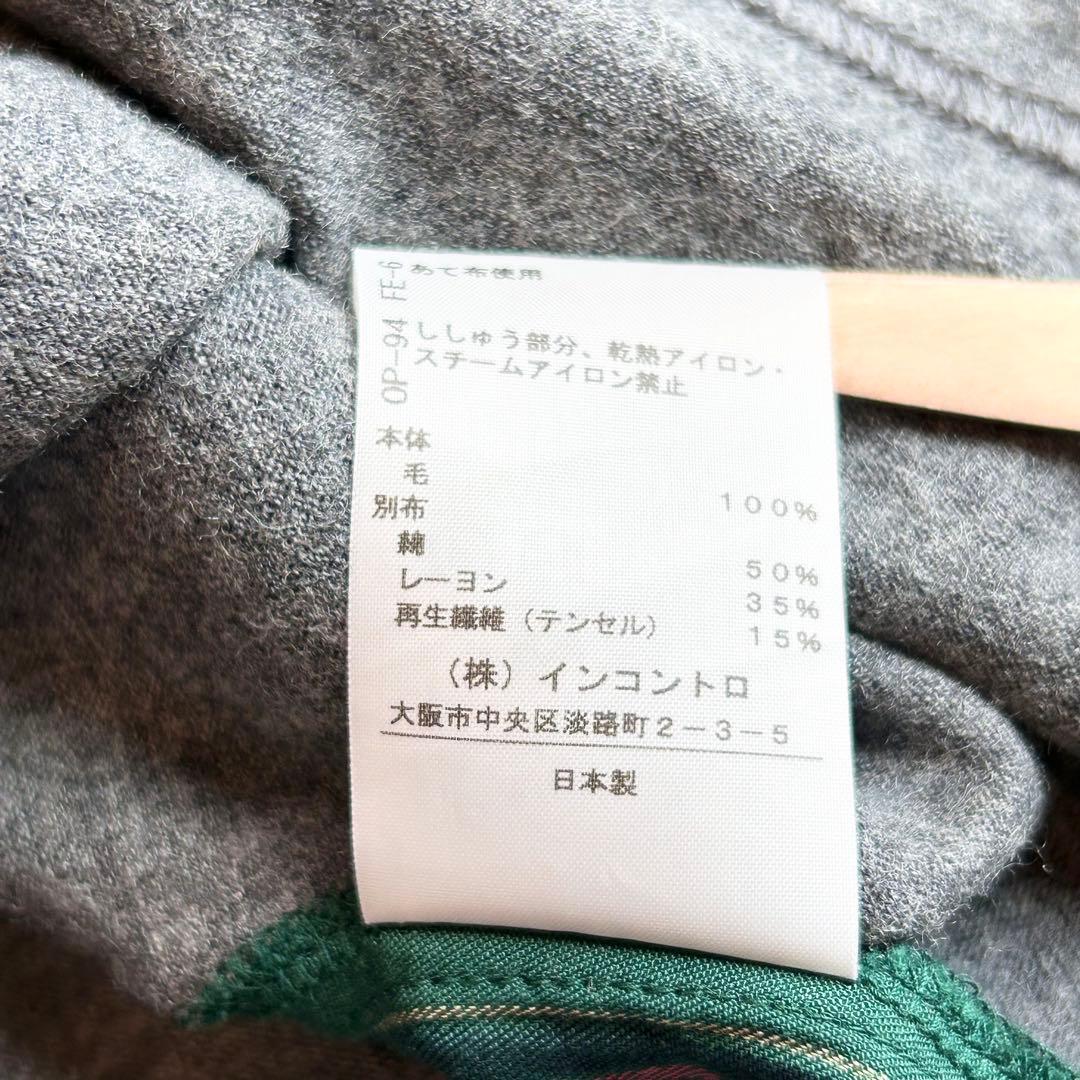 あて布使用
ししゅう部分、乾熱アイロン・
スチームアイロン禁止
本体
毛 100%
別布
綿 50%
レーヨン 35%
再生繊維(テンセル) 15%
(株)インコントロ
大阪市中央区淡路町2-3-5
日本製
OP-94 FE-6